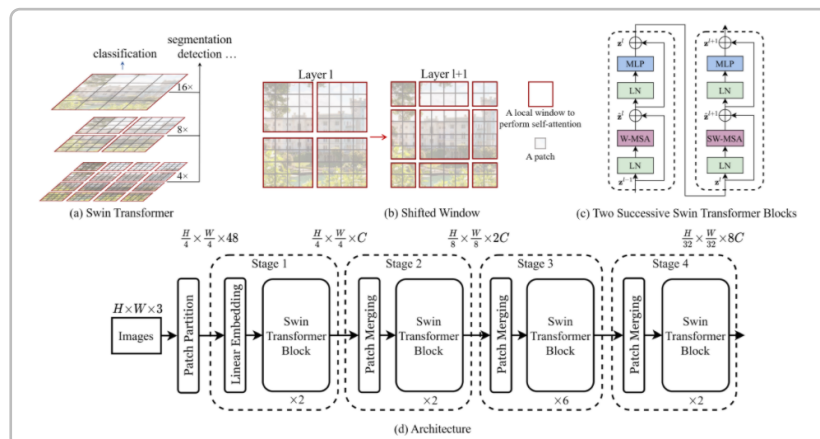 classification
segmentation
detection ...
16×
8×
4×
(a) Swin Transformer
Layer l
Layer l+1
A local window to
perform self-attention
A patch
(b) Shifted Window
z^l
z^{l+1}
MLP
MLP
LN
LN
ẑ^l
ẑ^{l+1}
W-MSA
SW-MSA
LN
LN
z^{l-1}
z^l
(c) Two Successive Swin Transformer Blocks
H/4 × W/4 × 48
H/4 × W/4 × C
H/8 × W/8 × 2C
H/32 × W/32 × 8C
Stage 1
Stage 2
Stage 3
Stage 4
H×W×3
Images
Patch Partition
Linear Embedding
Swin
Transformer
Block
×2
Patch Merging
Swin
Transformer
Block
×2
Patch Merging
Swin
Transformer
Block
×6
Patch Merging
Swin
Transformer
Block
×2
(d) Architecture